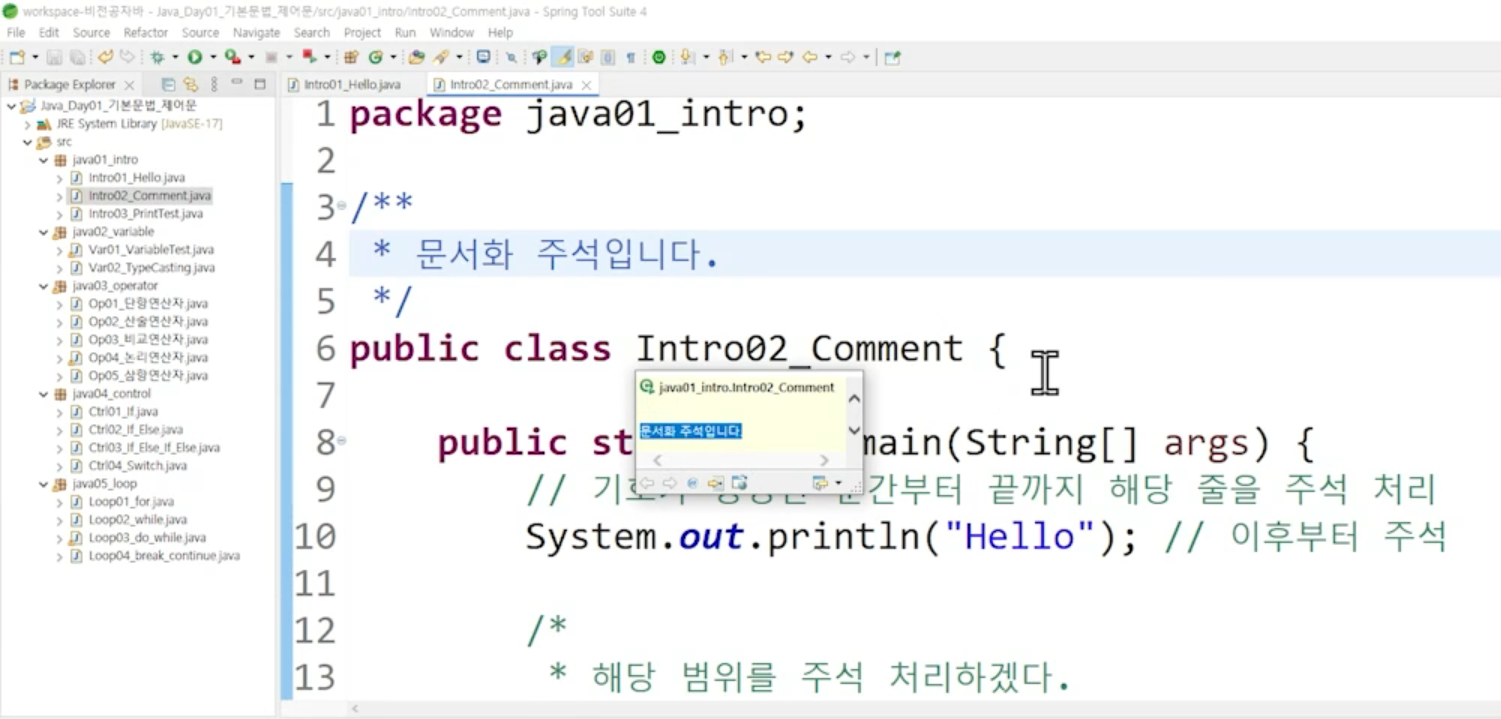 workspace-비전공자바 - Java_Day01_기본문법_제어문/src/java01_intro/Intro02_Comment.java - Spring Tool Suite 4
File Edit Source Refactor Source Navigate Search Project Run Window Help
Package Explorer
Intro01_Hello.java Intro02_Comment.java
Java_Day01_기본문법_제어문
JRE System Library [JavaSE-17]
src
java01_intro
Intro01_Hello.java
Intro02_Comment.java
Intro03_PrintTest.java
java02_variable
Var01_VariableTest.java
Var02_TypeCasting.java
java03_operator
Op01_단항연산자.java
Op02_산술연산자.java
Op03_비교연산자.java
Op04_논리연산자.java
Op05_삼항연산자.java
java04_control
Ctrl01_If.java
Ctrl02_If_Else.java
Ctrl03_If_Else_If_Else.java
Ctrl04_Switch.java
java05_loop
Loop01_for.java
Loop02_while.java
Loop03_do_while.java
Loop04_break_continue.java
1 package java01_intro;
2
3 /**
4 * 문서화 주석입니다.
5 */
6 public class Intro02_Comment {
7
8 public st main(String[] args) {
9 // 끝까지 해당 줄을 주석 처리
10 System.out.println("Hello"); // 이후부터 주석
11
12 /*
13 * 해당 범위를 주석 처리하겠다.
java01_intro.Intro02_Comment
문서화 주석입니다.